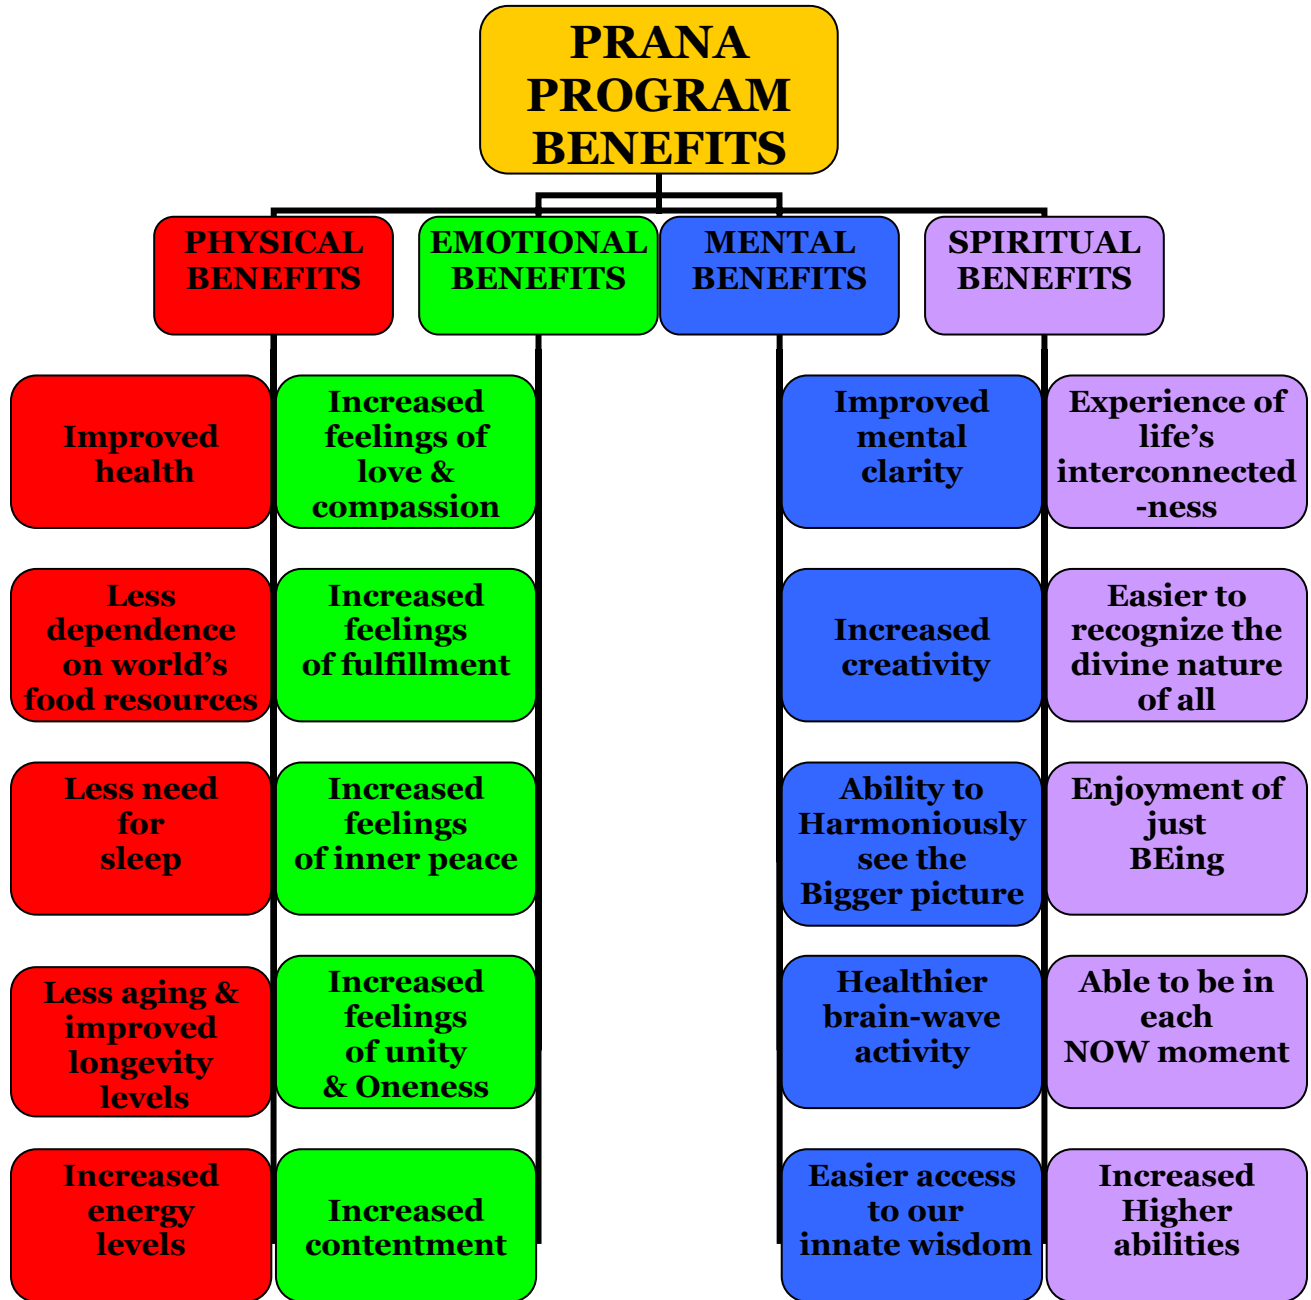 PRANA
PROGRAM
BENEFITS
PHYSICAL
BENEFITS
EMOTIONAL
BENEFITS
MENTAL
BENEFITS
SPIRITUAL
BENEFITS
Improved
health
Increased
feelings of
love &
compassion
Improved
mental
clarity
Experience of
life’s
interconnected
-ness
Less
dependence
on world’s
food resources
Increased
feelings
of fulfillment
Increased
creativity
Easier to
recognize the
divine nature
of all
Less need
for
sleep
Increased
feelings
of inner peace
Ability to
Harmoniously
see the
Bigger picture
Enjoyment of
just
BEing
Less aging &
improved
longevity
levels
Increased
feelings
of unity
& Oneness
Healthier
brain-wave
activity
Able to be in
each
NOW moment
Increased
energy
levels
Increased
contentment
Easier access
to our
innate wisdom
Increased
Higher
abilities